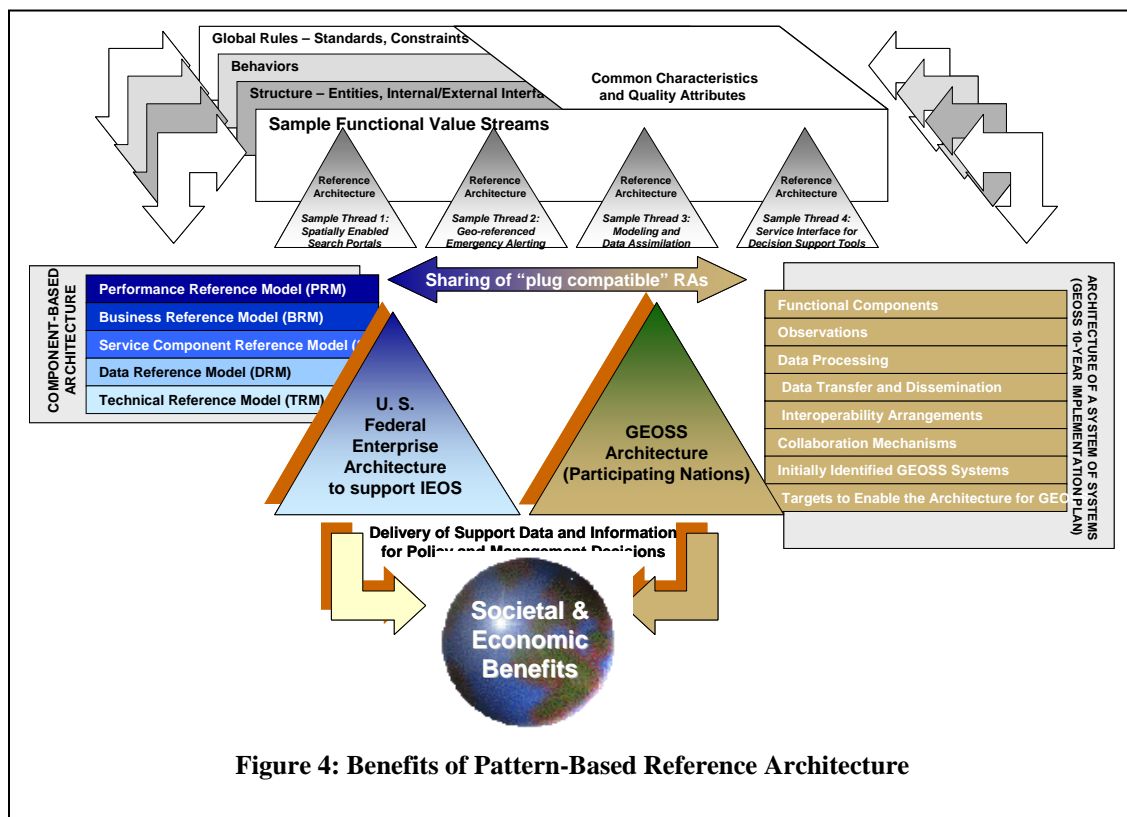 Global Rules – Standards, Constraints
Behaviors
Structure – Entities, Internal/External Interfa
Common Characteristics
and Quality Attributes
Sample Functional Value Streams
Reference
Architecture
Sample Thread 1:
Spatially Enabled
Search Portals
Reference
Architecture
Sample Thread 2:
Geo-referenced
Emergency Alerting
Reference
Architecture
Sample Thread 3:
Modeling and
Data Assimilation
Reference
Architecture
Sample Thread 4:
Service Interface for
Decision Support Tools
Sharing of “plug compatible” RAs
COMPONENT-BASED
ARCHITECTURE
Performance Reference Model (PRM)
Business Reference Model (BRM)
Service Component Reference Model (
Data Reference Model (DRM)
Technical Reference Model (TRM)
U. S.
Federal
Enterprise
Architecture
to support IEOS
GEOSS
Architecture
(Participating Nations)
Functional Components
Observations
Data Processing
Data Transfer and Dissemination
Interoperability Arrangements
Collaboration Mechanisms
Initially Identified GEOSS Systems
Targets to Enable the Architecture for GEO
ARCHITECTURE OF A SYSTEM OF SYSTEMS
(GEOSS 10-YEAR IMPLEMENTATION PLAN)
Delivery of Support Data and Information
for Policy and Management Decisions
Societal &
Economic
Benefits
Figure 4: Benefits of Pattern-Based Reference Architecture